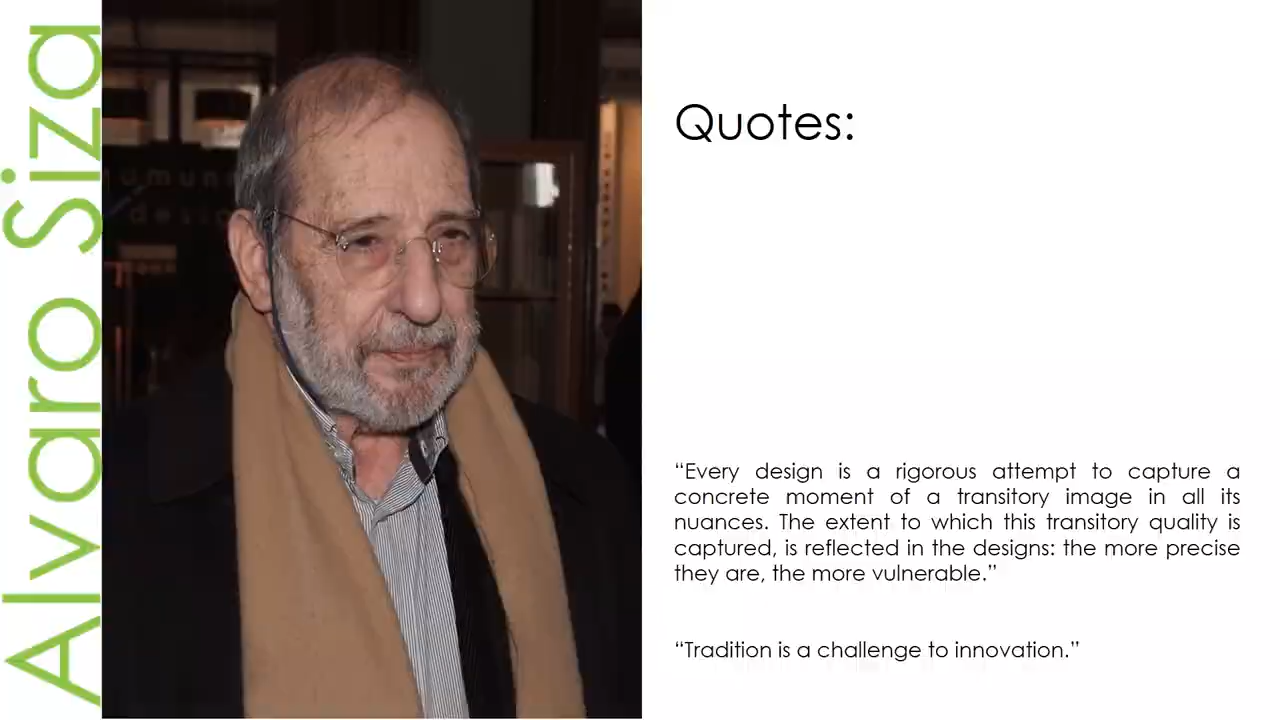 Alvaro Siza
Quotes:
“Every design is a rigorous attempt to capture a
concrete moment of a transitory image in all its
nuances. The extent to which this transitory quality is
captured, is reflected in the designs: the more precise
they are, the more vulnerable.”
“Tradition is a challenge to innovation.”